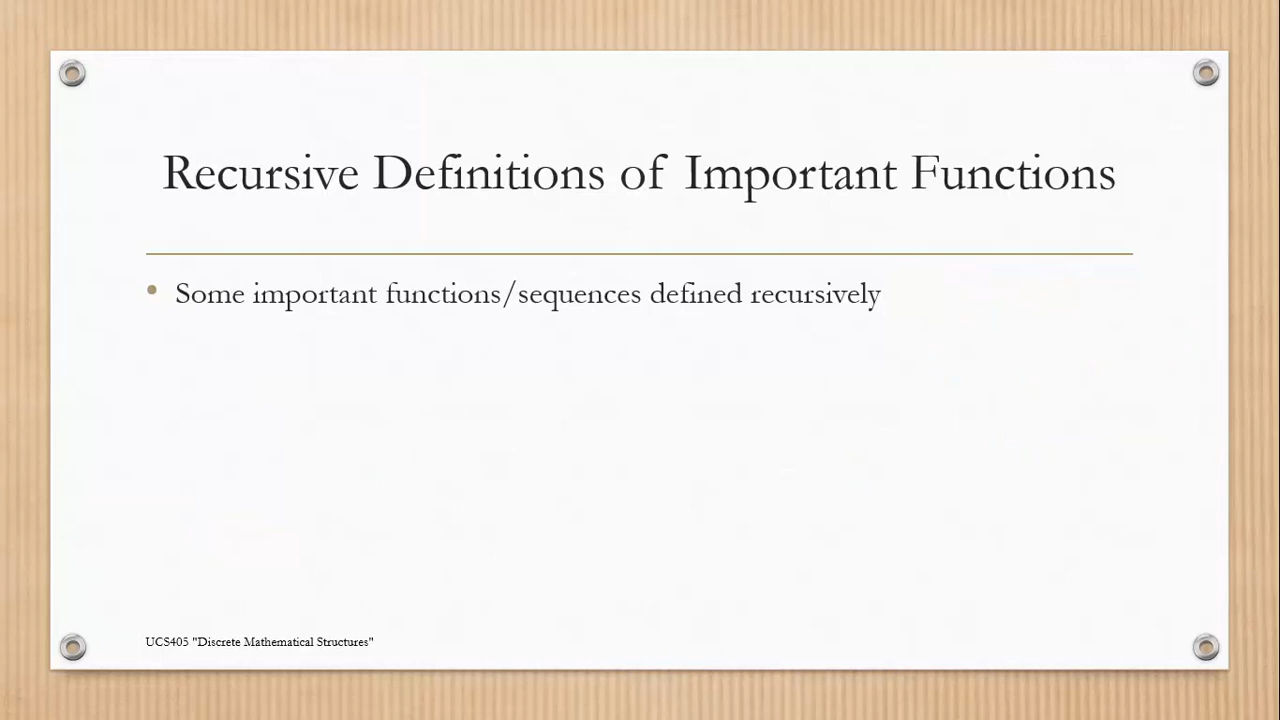 Recursive Definitions of Important Functions
• Some important functions/sequences defined recursively
UCS405 "Discrete Mathematical Structures"